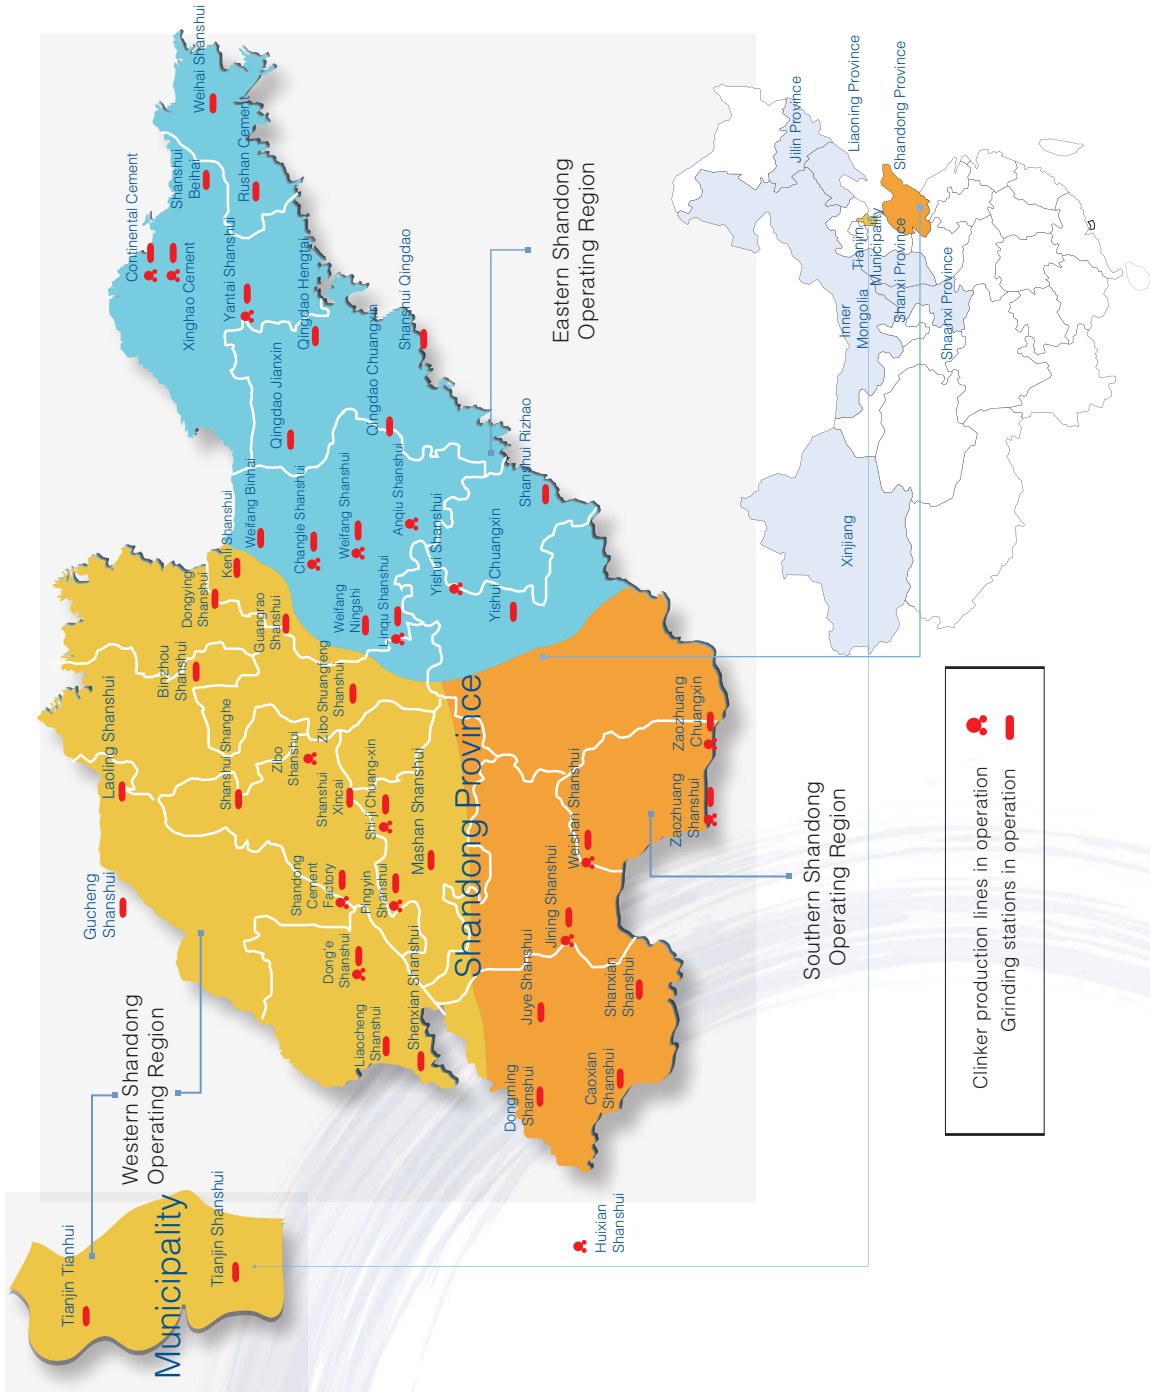 Weihai Shanshui
Continental Cement
Shanshui
Beihai
Rushan Cement
Xinghao Cement
Yantai Shanshui
Qingdao Hengtai
Shanshui Qingdao
Qingdao Jianxin
Qingdao Chuangxin
Eastern Shandong
Operating Region
Shanshui Rizhao
Kenli Shanshui
Weifang Binhai
Changle Shanshui
Weifang Shanshui
Anqiu Shanshui
Yishui Shanshui
Yishui Chuangxin
Dongying
Shanshui
Guangrao
Shanshui
Weifang
Ningshi
Linqu Shanshui
Binzhou
Shanshui
Zibo Shuangfeng
Shanshui
Laoling Shanshui
Shanshui Shanghe
Zibo
Shanshui
Shanshui
Xincai
Shi-ji Chuang-xin
Mashan Shanshui
Shandong Province
Zaozhuang
Chuangxin
Zaozhuang
Shanshui
Weishan Shanshui
Gucheng
Shanshui
Shandong
Cement
Factory
Pingyin
Shanshui
Jining Shanshui
Southern Shandong
Operating Region
Dong'e
Shanshui
Shenxian Shanshui
Juye Shanshui
Shanxian
Shanshui
Liaocheng
Shanshui
Dongming
Shanshui
Caoxian
Shanshui
Western Shandong
Operating Region
Huixian
Shanshui
Tianjin Tianhui
Municipality
Tianjin Shanshui
Jilin Province
Liaoning Province
Shandong Province
Tianjin
Municipality
Shanxi Province
Inner
Mongolia
Shaanxi Province
Xinjiang
Clinker production lines in operation
Grinding stations in operation